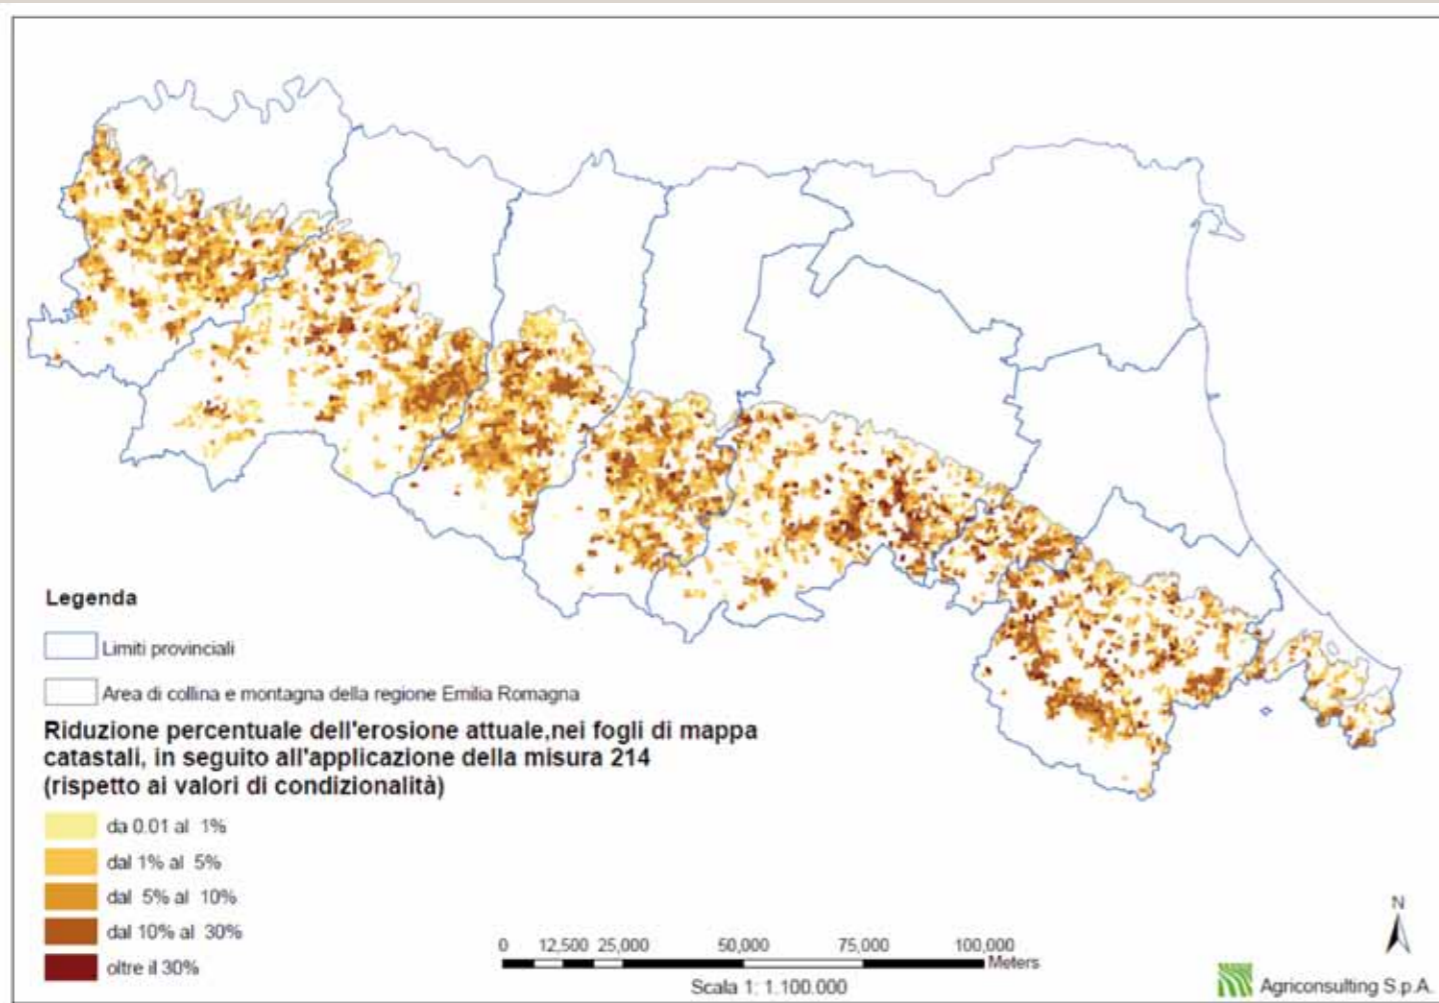 Legenda
Limiti provinciali
Area di collina e montagna della regione Emilia Romagna
Riduzione percentuale dell'erosione attuale,nei fogli di mappa
catastali, in seguito all'applicazione della misura 214
(rispetto ai valori di condizionalità)
da 0.01 al 1%
dal 1% al 5%
dal 5% al 10%
dal 10% al 30%
oltre il 30%
0 12,500 25,000 50,000 75,000 100,000
Meters
Scala 1: 1.100.000
N
Agriconsulting S.p.A.